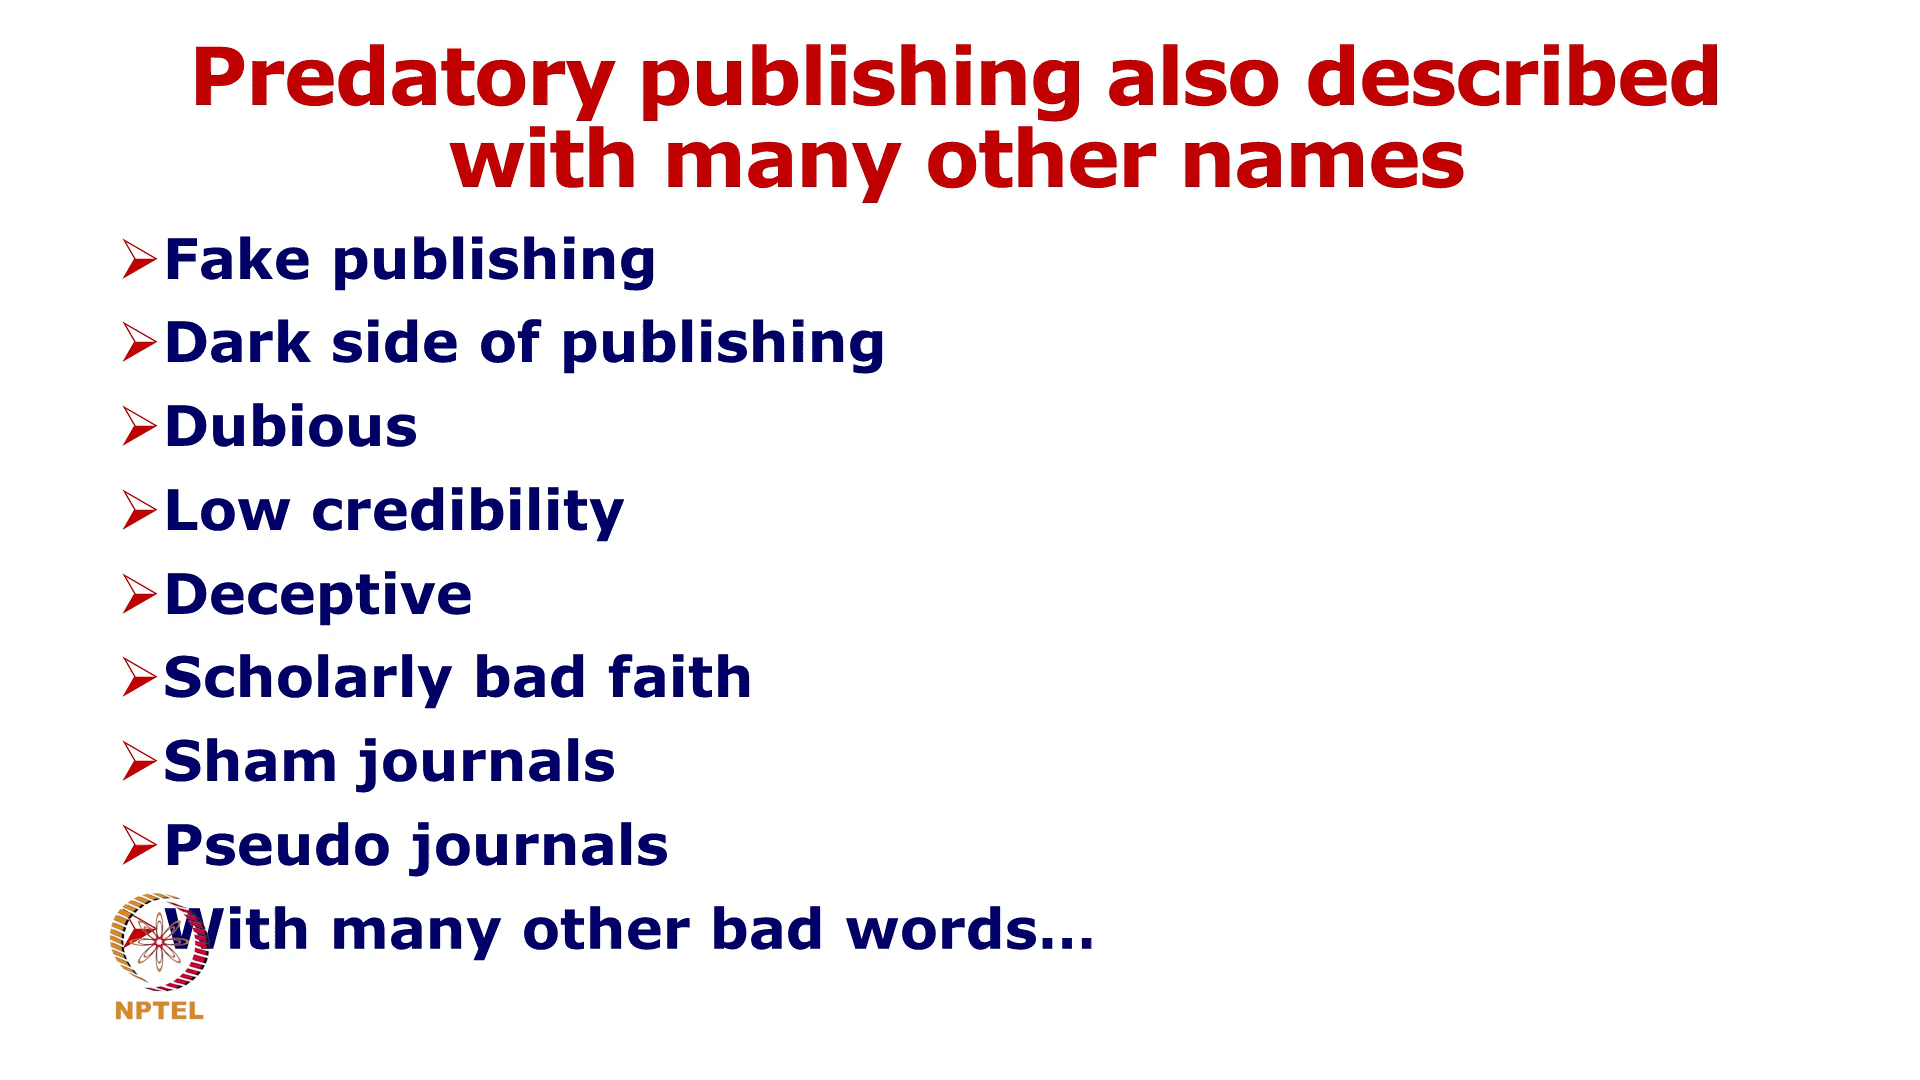 Predatory publishing also described
with many other names
Fake publishing
Dark side of publishing
Dubious
Low credibility
Deceptive
Scholarly bad faith
Sham journals
Pseudo journals
With many other bad words...
NPTEL